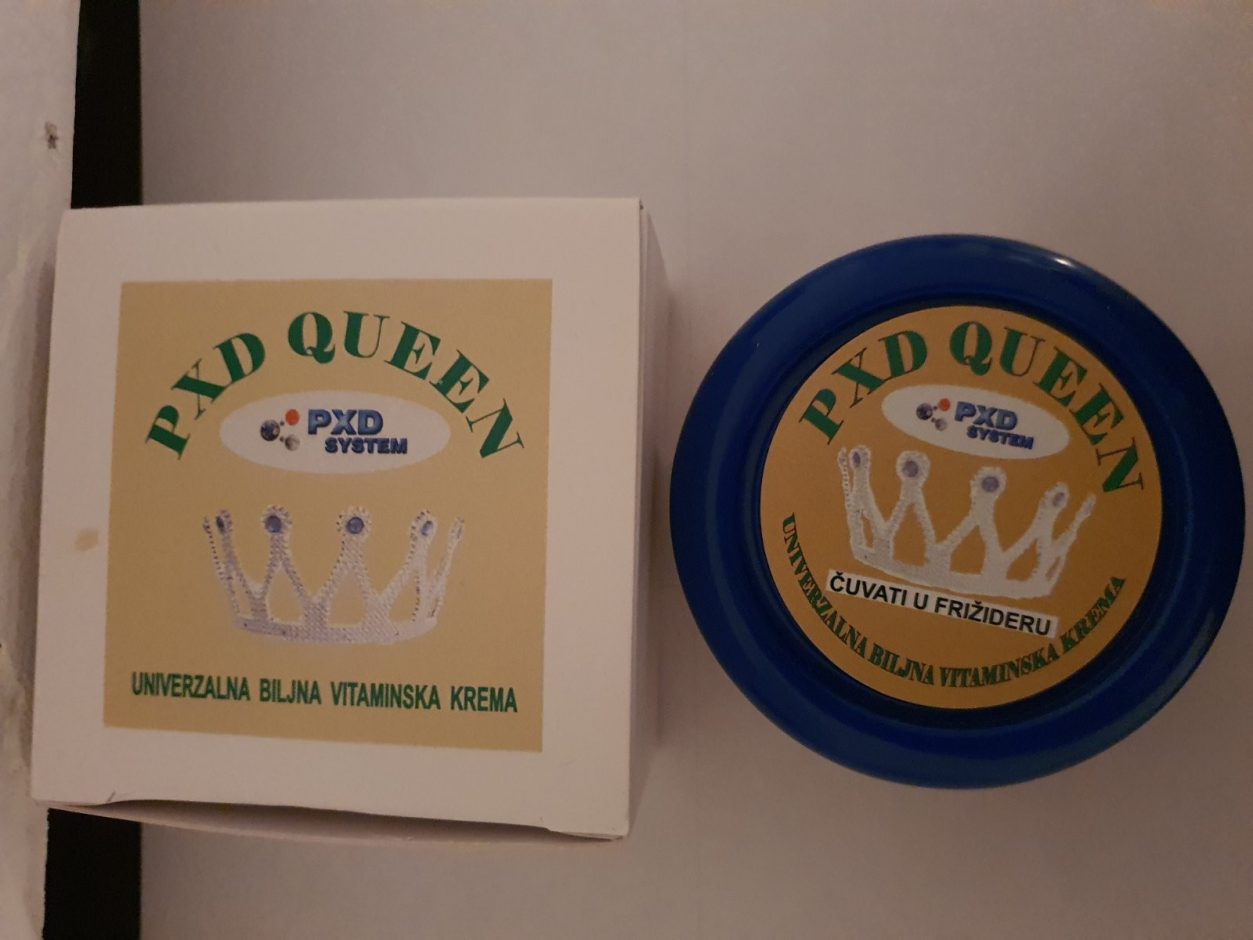 PXD QUEEN
PXD
SYSTEM
UNIVERZALNA BILJNA VITAMINSKA KREMA
PXD QUEEN
PXD
SYSTEM
ČUVATI U FRIŽIDERU
UNIVERZALNA BILJNA VITAMINSKA KREMA